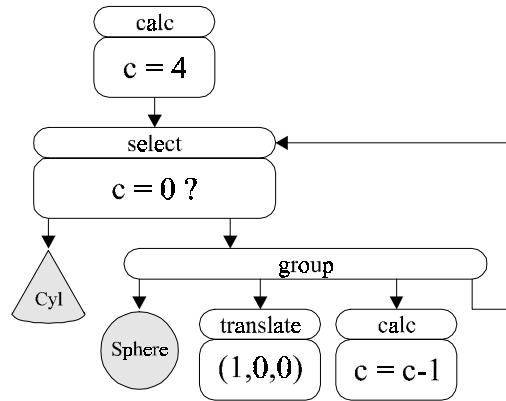 calc
c = 4
select
c = 0 ?
Cyl
group
Sphere
translate
(1,0,0)
calc
c = c-1